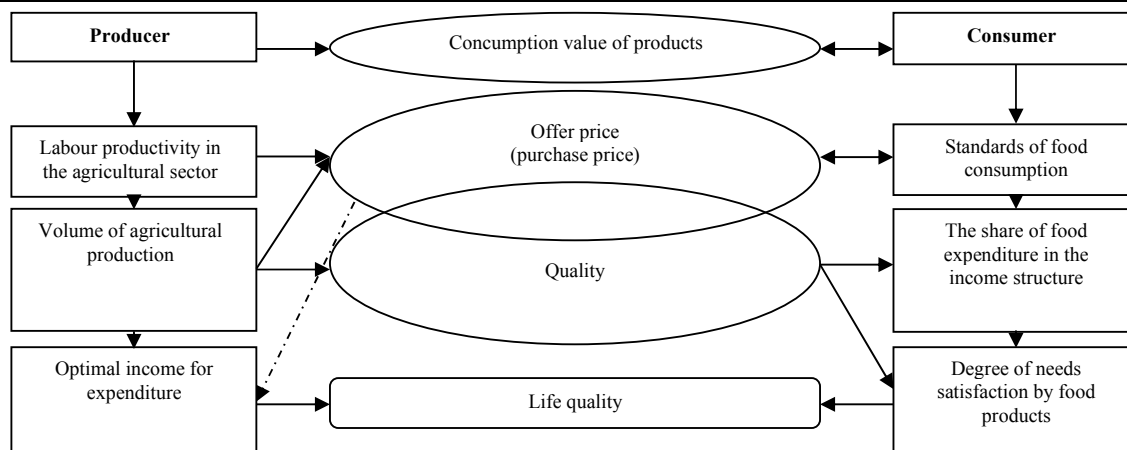 Producer
Concumption value of products
Consumer
Labour productivity in
the agricultural sector
Offer price
(purchase price)
Standards of food
consumption
Volume of agricultural
production
Quality
The share of food
expenditure in the
income structure
Optimal income for
expenditure
Life quality
Degree of needs
satisfaction by food
products